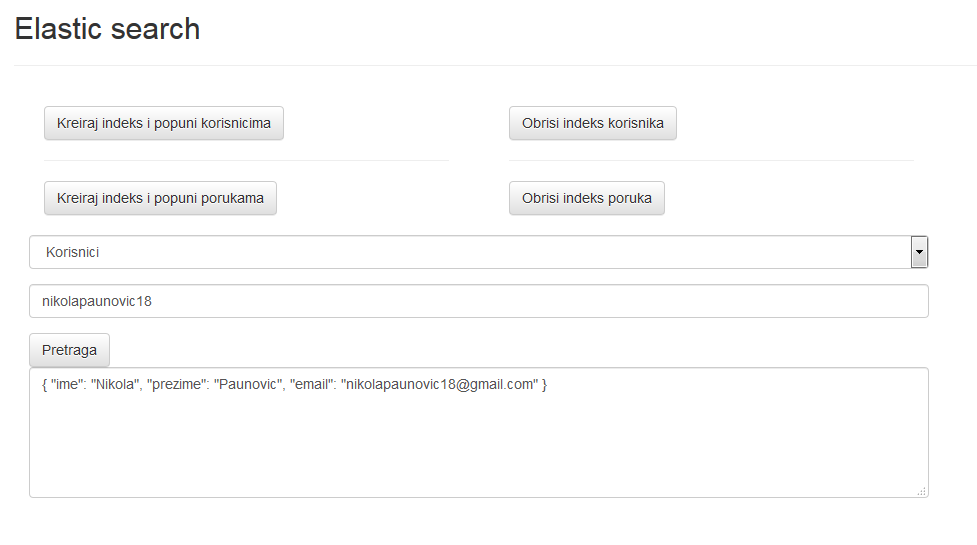 Elastic search
Kreiraj indeks i popuni korisnicima
Obrisi indeks korisnika
Kreiraj indeks i popuni porukama
Obrisi indeks poruka
Korisnici
nikolapaunovic18
Pretraga
{ "ime": "Nikola", "prezime": "Paunovic", "email": "nikolapaunovic18@gmail.com" }